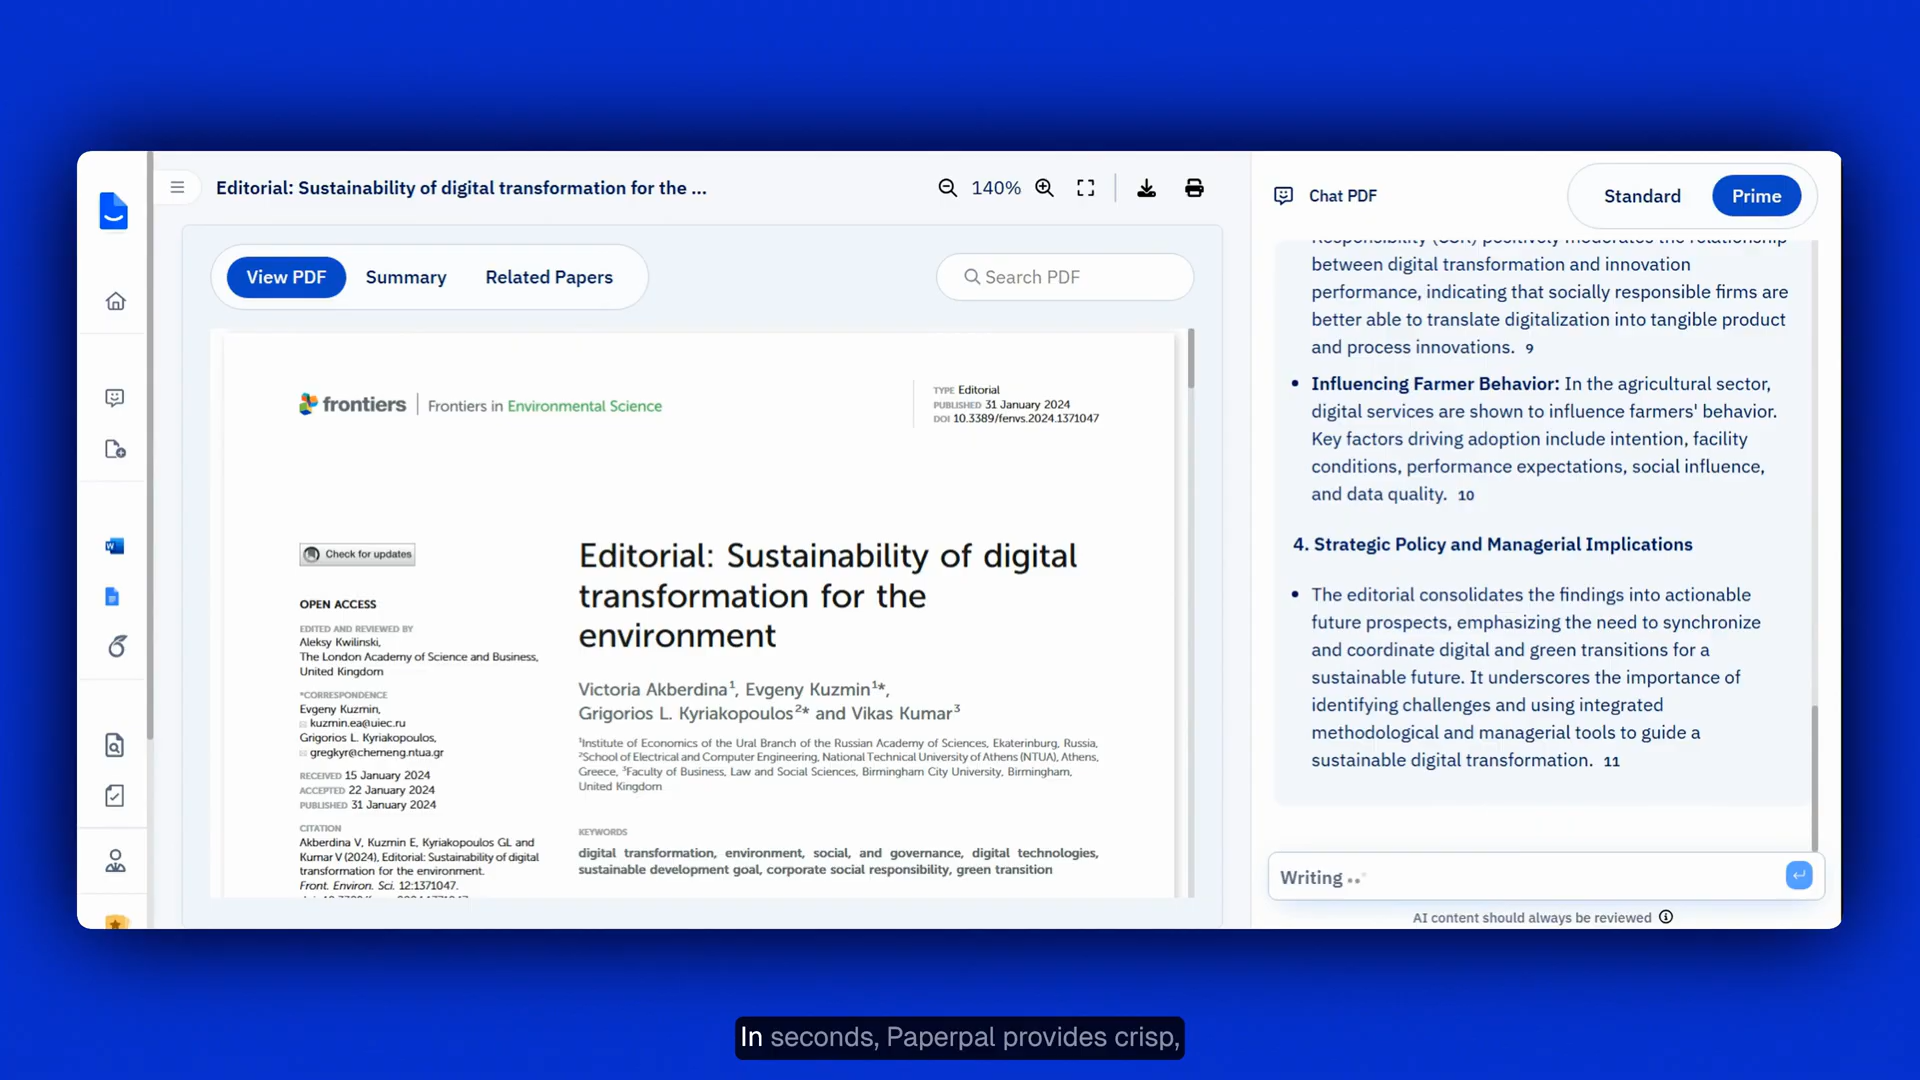 Editorial: Sustainability of digital transformation for the ...
140%
View PDF
Summary
Related Papers
Search PDF
frontiers
Frontiers in Environmental Science
TYPE Editorial
PUBLISHED 31 January 2024
DOI 10.3389/fenvs.2024.1371047
Check for updates
OPEN ACCESS
EDITED AND REVIEWED BY
Aleksy Kwilinski,
The London Academy of Science and Business,
United Kingdom
*CORRESPONDENCE
Evgeny Kuzmin,
kuzmin.ea@uiec.ru
Grigorios L. Kyriakopoulos,
gregkyr@chemeng.ntua.gr
RECEIVED 15 January 2024
ACCEPTED 22 January 2024
PUBLISHED 31 January 2024
CITATION
Akberdina V, Kuzmin E, Kyriakopoulos GL and
Kumar V (2024), Editorial: Sustainability of digital
transformation for the environment.
Front. Environ. Sci. 12:1371047.
Editorial: Sustainability of digital
transformation for the
environment
Victoria Akberdina¹, Evgeny Kuzmin¹*,
Grigorios L. Kyriakopoulos²* and Vikas Kumar³
¹Institute of Economics of the Ural Branch of the Russian Academy of Sciences, Ekaterinburg, Russia,
²School of Electrical and Computer Engineering, National Technical University of Athens (NTUA), Athens,
Greece, ³Faculty of Business, Law and Social Sciences, Birmingham City University, Birmingham,
United Kingdom
KEYWORDS
digital transformation, environment, social, and governance, digital technologies,
sustainable development goal, corporate social responsibility, green transition
Chat PDF
Standard
Prime
Responsibility (CSR) positively moderates the relationship
between digital transformation and innovation
performance, indicating that socially responsible firms are
better able to translate digitalization into tangible product
and process innovations. 9
• Influencing Farmer Behavior: In the agricultural sector,
digital services are shown to influence farmers' behavior.
Key factors driving adoption include intention, facility
conditions, performance expectations, social influence,
and data quality. 10
4. Strategic Policy and Managerial Implications
• The editorial consolidates the findings into actionable
future prospects, emphasizing the need to synchronize
and coordinate digital and green transitions for a
sustainable future. It underscores the importance of
identifying challenges and using integrated
methodological and managerial tools to guide a
sustainable digital transformation. 11
Writing
AI content should always be reviewed
In seconds, Paperpal provides crisp,